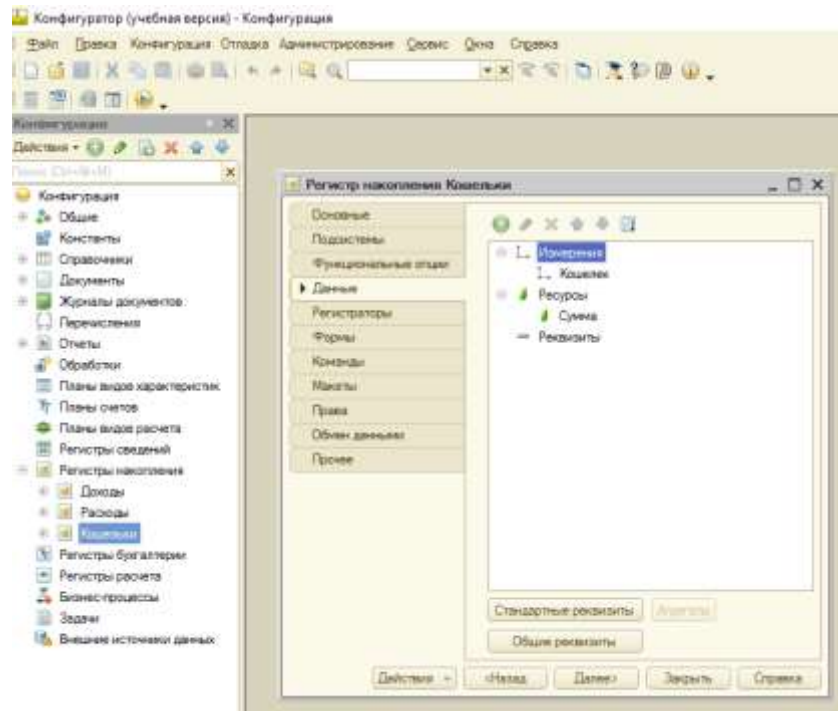 Конфигуратор (учебная версия) - Конфигурация
Файл Правка Конфигурация Отладка Администрирование Сервис Окна Справка
Конфигурация
Действия
Поиск (Ctrl+Alt+M)
Конфигурация
Общие
Константы
Справочники
Документы
Журналы документов
Перечисления
Отчеты
Обработки
Планы видов характеристик
Планы счетов
Планы видов расчета
Регистры сведений
Регистры накопления
Доходы
Расходы
Кошельки
Регистры бухгалтерии
Регистры расчета
Бизнес-процессы
Задачи
Внешние источники данных
Регистр накопления Кошельки
Основные
Подсистемы
Функциональные опции
Данные
Регистраторы
Формы
Команды
Макеты
Права
Обмен данными
Прочее
Измерения
Кошелек
Ресурсы
Сумма
Реквизиты
Стандартные реквизиты Агрегаты
Общие реквизиты
Действия <Назад Далее> Закрыть Справка